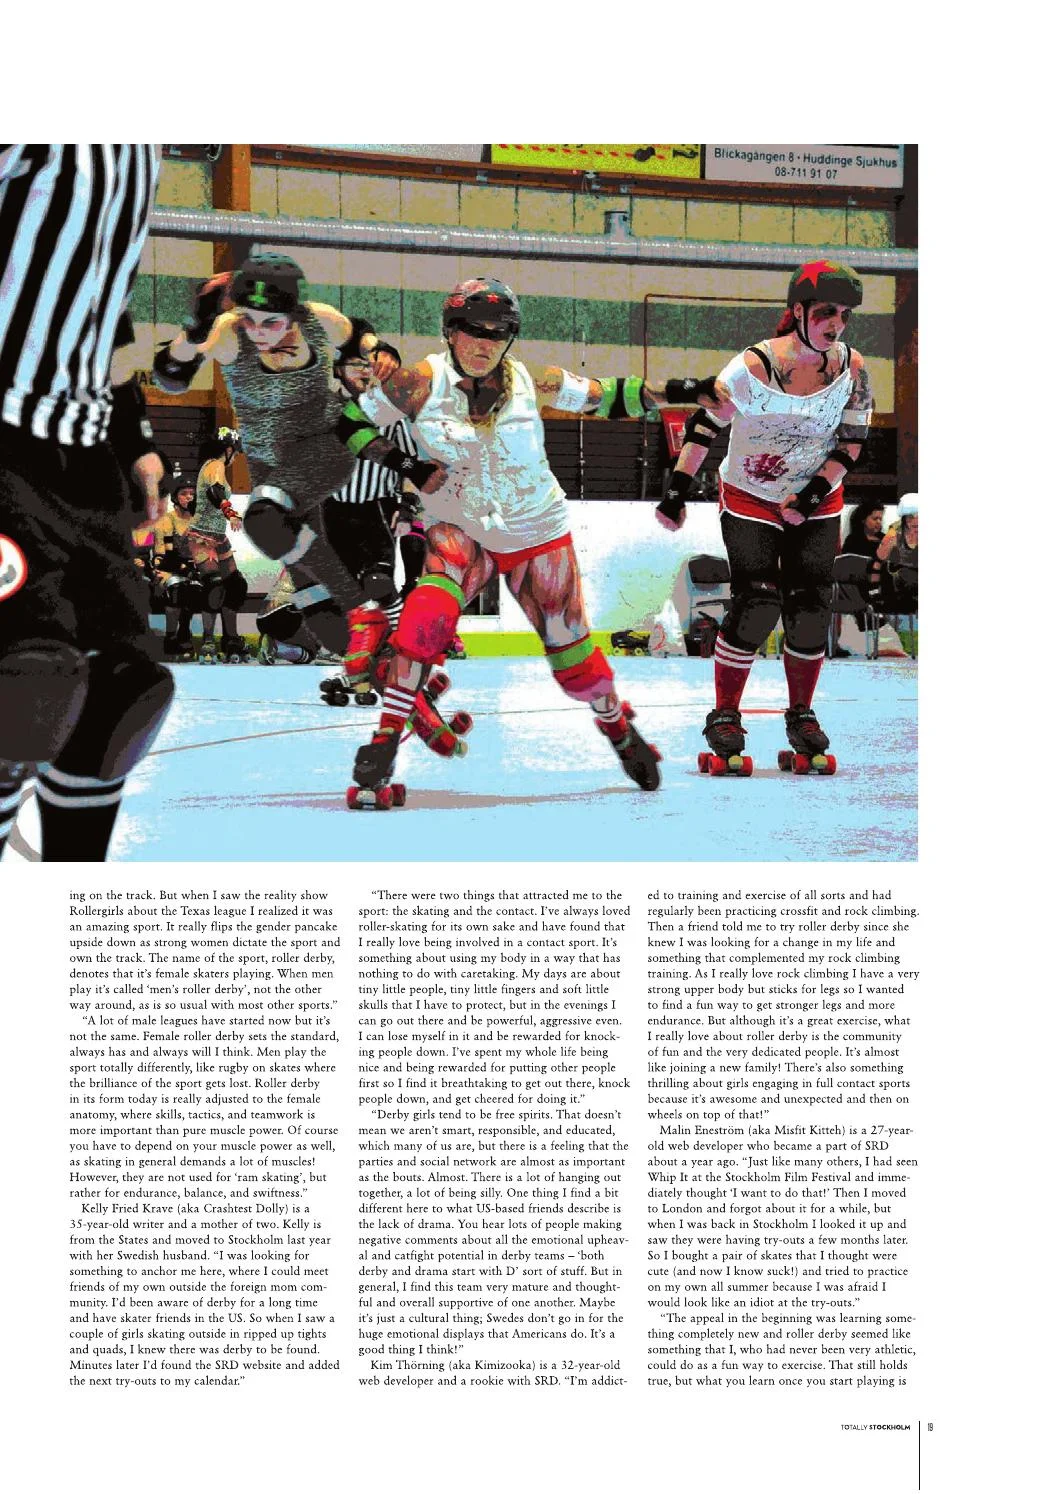 Blickagången 8 • Huddinge Sjukhus
08-711 91 07
ing on the track. But when I saw the reality show
Rollergirls about the Texas league I realized it was
an amazing sport. It really flips the gender pancake
upside down as strong women dictate the sport and
own the track. The name of the sport, roller derby,
denotes that it’s female skaters playing. When men
play it’s called ‘men’s roller derby’, not the other
way around, as is so usual with most other sports.”
“A lot of male leagues have started now but it’s
not the same. Female roller derby sets the standard,
always has and always will I think. Men play the
sport totally differently, like rugby on skates where
the brilliance of the sport gets lost. Roller derby
in its form today is really adjusted to the female
anatomy, where skills, tactics, and teamwork is
more important than pure muscle power. Of course
you have to depend on your muscle power as well,
as skating in general demands a lot of muscles!
However, they are not used for ‘ram skating’, but
rather for endurance, balance, and swiftness.”
Kelly Fried Krave (aka Crashtest Dolly) is a
35-year-old writer and a mother of two. Kelly is
from the States and moved to Stockholm last year
with her Swedish husband. “I was looking for
something to anchor me here, where I could meet
friends of my own outside the foreign mom com-
munity. I’d been aware of derby for a long time
and have skater friends in the US. So when I saw a
couple of girls skating outside in ripped up tights
and quads, I knew there was derby to be found.
Minutes later I’d found the SRD website and added
the next try-outs to my calendar.”
“There were two things that attracted me to the
sport: the skating and the contact. I’ve always loved
roller-skating for its own sake and have found that
I really love being involved in a contact sport. It’s
something about using my body in a way that has
nothing to do with caretaking. My days are about
tiny little people, tiny little fingers and soft little
skulls that I have to protect, but in the evenings I
can go out there and be powerful, aggressive even.
I can lose myself in it and be rewarded for knock-
ing people down. I’ve spent my whole life being
nice and being rewarded for putting other people
first so I find it breathtaking to get out there, knock
people down, and get cheered for doing it.”
“Derby girls tend to be free spirits. That doesn’t
mean we aren’t smart, responsible, and educated,
which many of us are, but there is a feeling that the
parties and social network are almost as important
as the bouts. Almost. There is a lot of hanging out
together, a lot of being silly. One thing I find a bit
different here to what US-based friends describe is
the lack of drama. You hear lots of people making
negative comments about all the emotional upheav-
al and catfight potential in derby teams – ‘both
derby and drama start with D’ sort of stuff. But in
general, I find this team very mature and thought-
ful and overall supportive of one another. Maybe
it’s just a cultural thing; Swedes don’t go in for the
huge emotional displays that Americans do. It’s a
good thing I think!”
Kim Thörning (aka Kimizooka) is a 32-year-old
web developer and a rookie with SRD. “I’m addict-
ed to training and exercise of all sorts and had
regularly been practicing crossfit and rock climbing.
Then a friend told me to try roller derby since she
knew I was looking for a change in my life and
something that complemented my rock climbing
training. As I really love rock climbing I have a very
strong upper body but sticks for legs so I wanted
to find a fun way to get stronger legs and more
endurance. But although it’s a great exercise, what
I really love about roller derby is the community
of fun and the very dedicated people. It’s almost
like joining a new family! There’s also something
thrilling about girls engaging in full contact sports
because it’s awesome and unexpected and then on
wheels on top of that!”
Malin Eneström (aka Misfit Kitteh) is a 27-year-
old web developer who became a part of SRD
about a year ago. “Just like many others, I had seen
Whip It at the Stockholm Film Festival and imme-
diately thought ‘I want to do that!’ Then I moved
to London and forgot about it for a while, but
when I was back in Stockholm I looked it up and
saw they were having try-outs a few months later.
So I bought a pair of skates that I thought were
cute (and now I know suck!) and tried to practice
on my own all summer because I was afraid I
would look like an idiot at the try-outs.”
“The appeal in the beginning was learning some-
thing completely new and roller derby seemed like
something that I, who had never been very athletic,
could do as a fun way to exercise. That still holds
true, but what you learn once you start playing is
TOTALLY STOCKHOLM
19